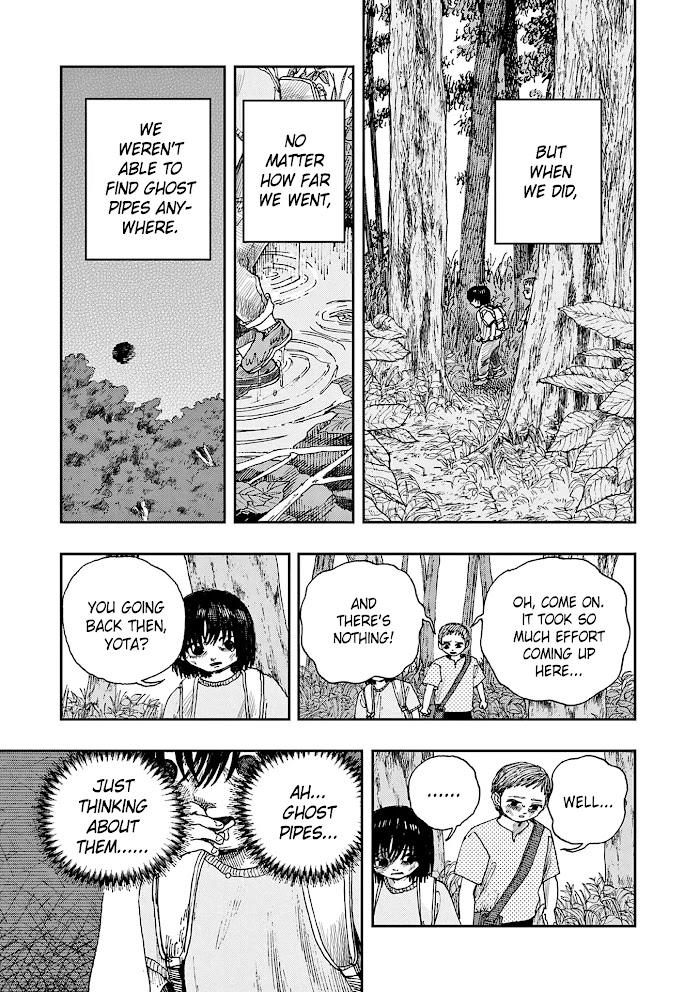 BUT
WHEN
WE DID,
NO
MATTER
HOW FAR
WE WENT,
WE
WEREN'T
ABLE TO
FIND GHOST
PIPES ANY-
WHERE.
OH, COME ON.
IT TOOK SO
MUCH EFFORT
COMING UP
HERE...
AND
THERE'S
NOTHING!
YOU GOING
BACK THEN,
YOTA?
WELL...
......
AH...
GHOST
PIPES...
JUST
THINKING
ABOUT
THEM......